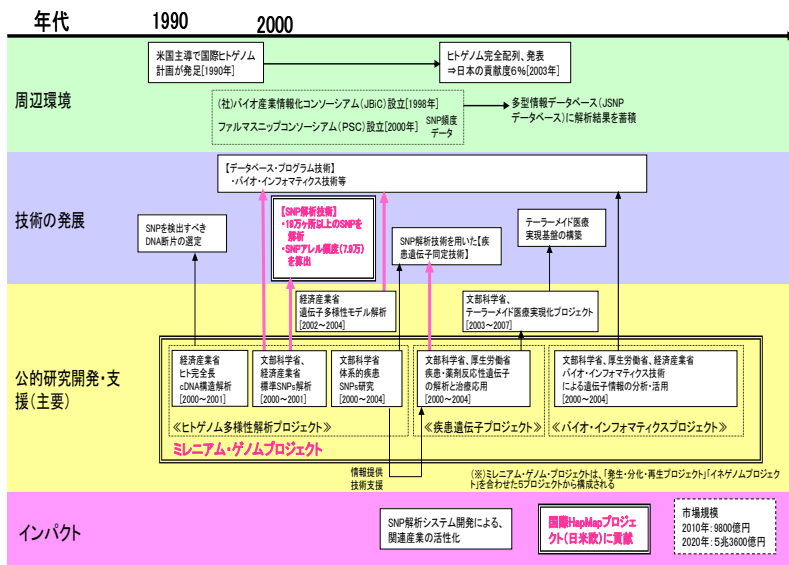 年代
1990
2000
周辺環境
米国主導で国際ヒトゲノム
計画が発足[1990年]
ヒトゲノム完全配列、発表
⇒日本の貢献度6%[2003年]
(社)バイオ産業情報化コンソーシアム(JBiC)設立[1998年]
ファルマスニップコンソーシアム(PSC)設立[2000年]
SNP頻度
データ
多型情報データベース(JSNP
データベース)に解析結果を蓄積
技術の発展
【データベース・プログラム技術】
・バイオ・インフォマティクス技術等
SNPを検出すべき
DNA断片の選定
【SNP解析技術】
・19万ヶ所以上のSNPを
解析
・SNPアレル頻度(7.9万)
を算出
SNP解析技術を用いた【疾
患遺伝子同定技術】
テーラーメイド医療
実現基盤の構築
公的研究開発・支
援(主要)
経済産業省
遺伝子多様性モデル解析
[2002~2004]
文部科学省、
テーラーメイド医療実現化プロジェクト
[2003~2007]
経済産業省
ヒト完全長
cDNA構造解析
[2000~2001]
文部科学省、
経済産業省
標準SNPs解析
[2000~2001]
文部科学省
体系的疾患
SNPs研究
[2000~2004]
文部科学省、厚生労働省
疾患・薬剤反応性遺伝子
の解析と治療応用
[2000~2004]
文部科学省、厚生労働省、経済産業省
バイオ・インフォマティクス技術
による遺伝子情報の分析・活用
[2000~2004]
≪ヒトゲノム多様性解析プロジェクト≫
≪疾患遺伝子プロジェクト≫
≪バイオ・インフォマティクスプロジェクト≫
ミレニアム・ゲノムプロジェクト
情報提供
技術支援
(※)ミレニアム・ゲノム・プロジェクトは、「発生・分化・再生プロジェクト」「イネゲノムプロジェク
ト」を合わせた5プロジェクトから構成される
インパクト
SNP解析システム開発による、
関連産業の活性化
国際HapMapプロジェ
クト(日米欧)に貢献
市場規模
2010年:9800億円
2020年:5兆3600億円